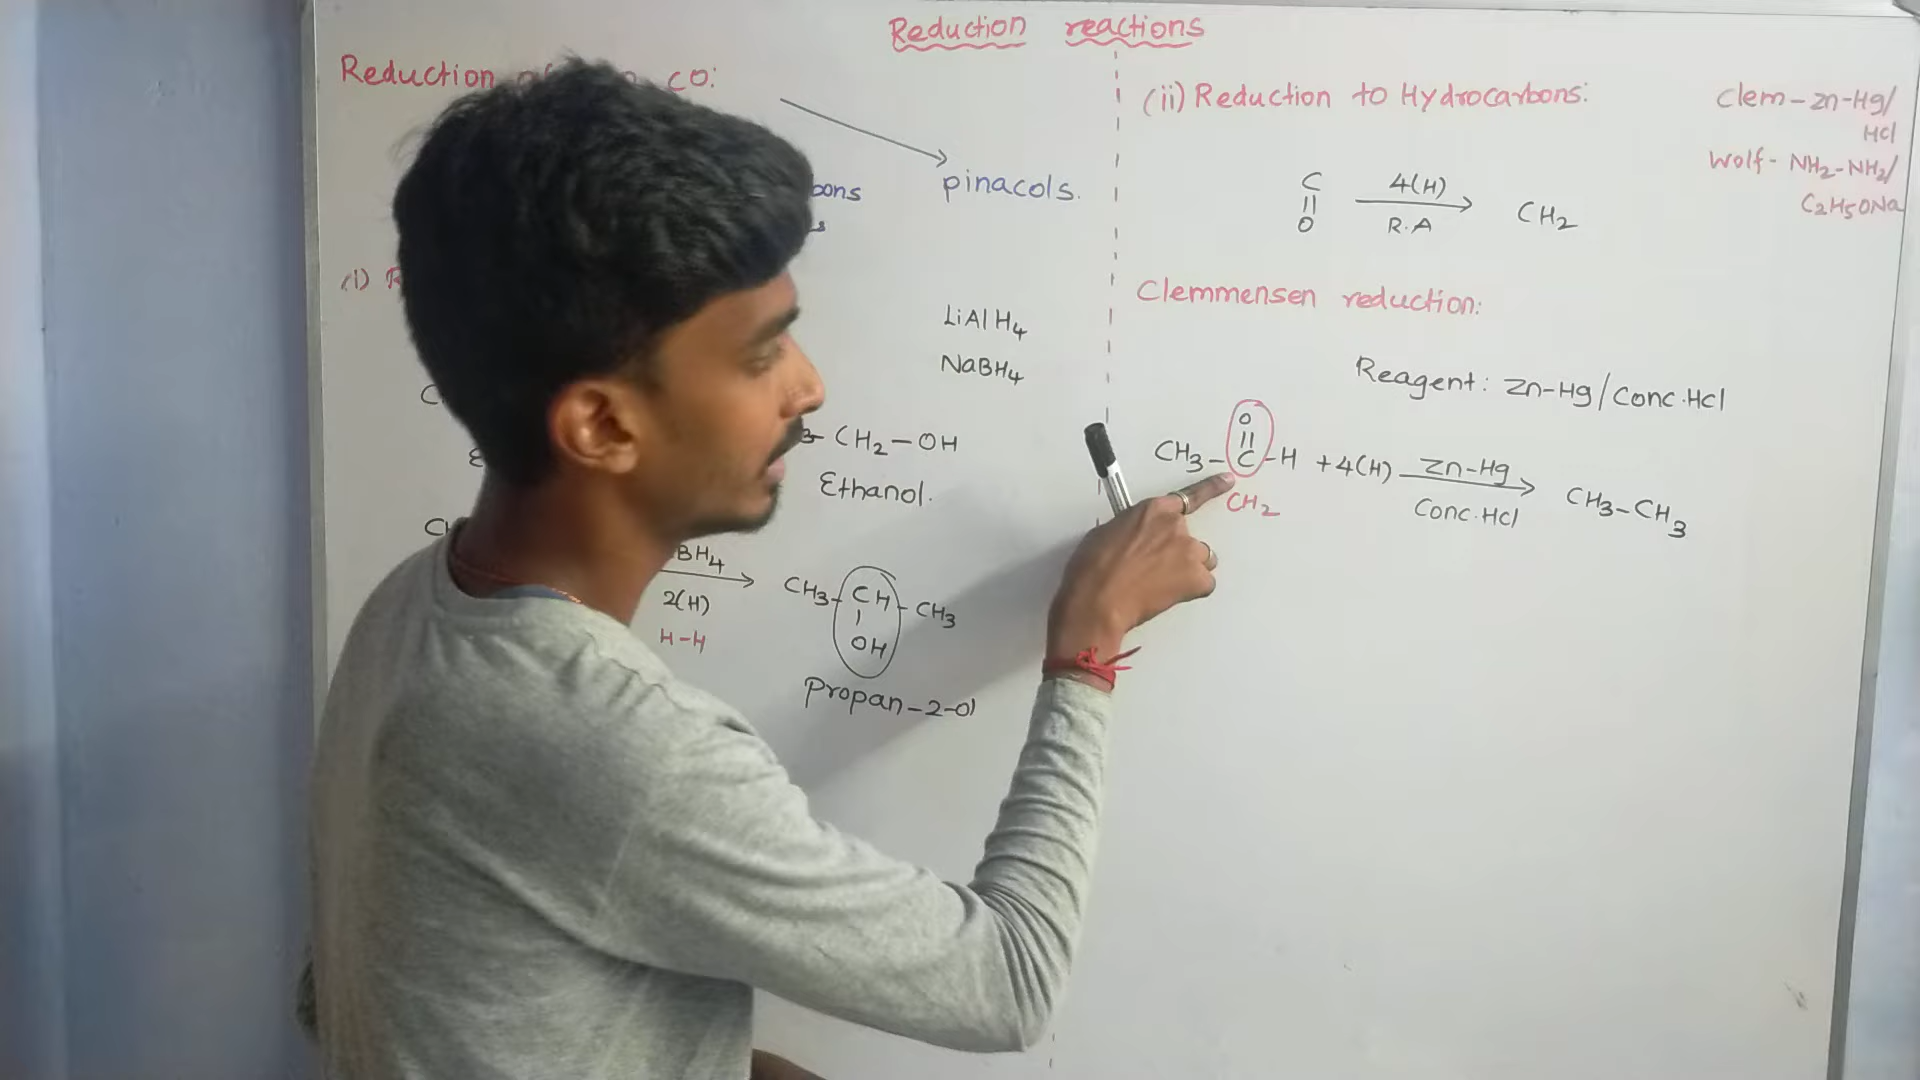 Reduction reactions
Reduction CO:
pinacols.
(i)
LiAlH4
NaBH4
CH2-OH
Ethanol.
BH4
2(H)
H-H
CH3-CH-CH3
OH
Propan-2-ol
(ii) Reduction to Hydrocarbons:
Clem-Zn-Hg/
HCl
Wolf- NH2-NH2/
C2H5ONa
C 4(H)
|| CH2
O R.A
Clemmensen reduction:
Reagent: Zn-Hg/Conc.HCl
O
||
CH3-C-H +4(H) Zn-Hg CH3-CH3
CH2 Conc.HCl